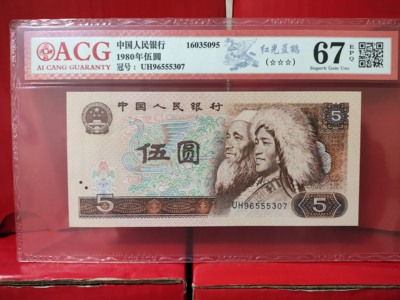 ACG
AI CANG GUARANTY
中国人民银行 16035095
1980年伍圆
冠号：UH96555307
红光蓝鹤
(☆☆☆)
67 EPQ
Superb Gem Unc
中国人民银行
5
伍圆
5
UH96555307
5